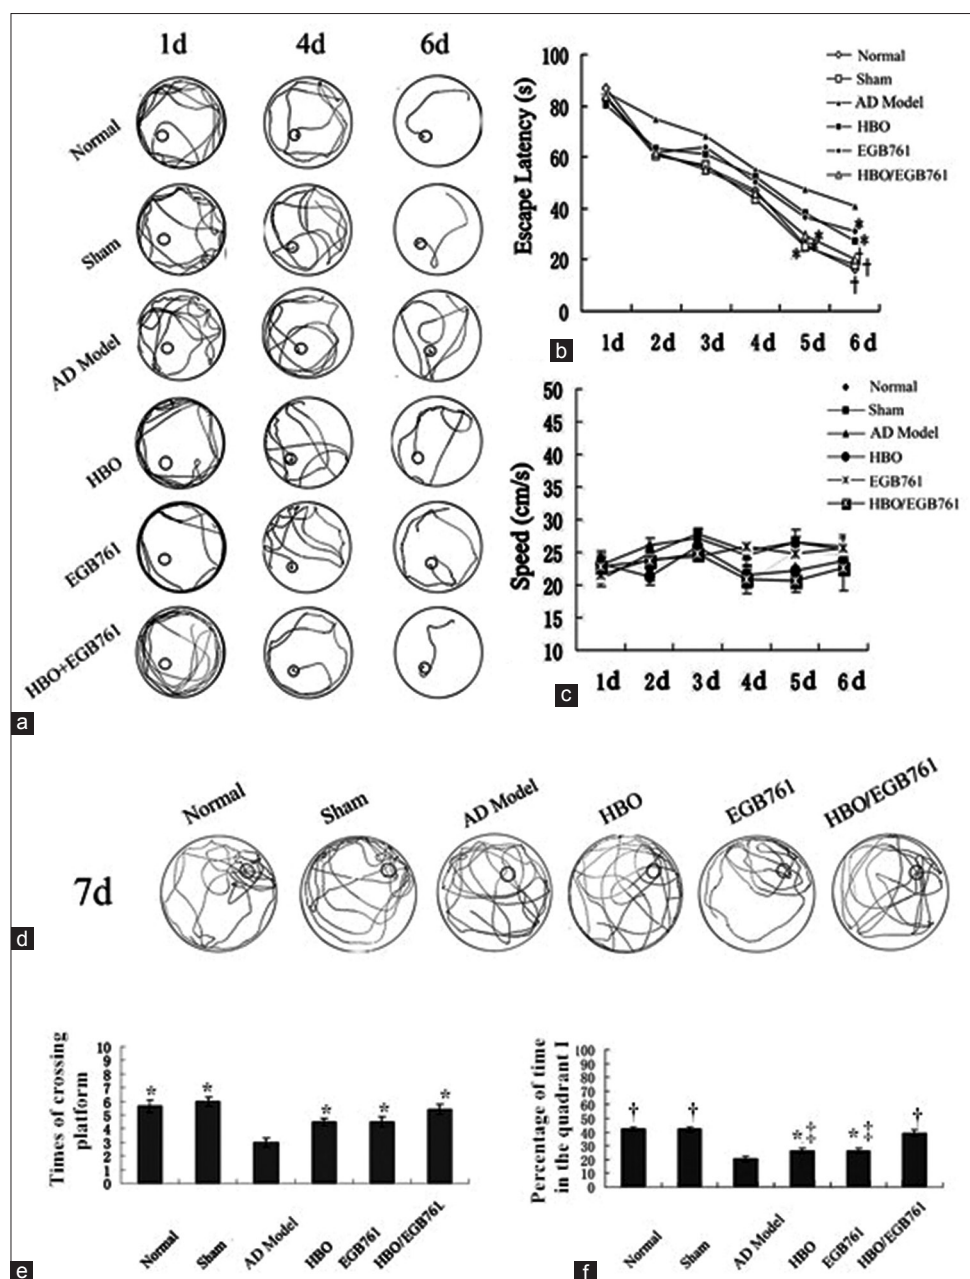 1d 4d 6d
Normal
Sham
AD Model
HBO
EGB761
HBO+EGB761
a
Escape Latency (s)
100
80
60
40
20
0
1d 2d 3d 4d 5d 6d
Normal
Sham
AD Model
HBO
EGB761
HBO/EGB761
* * * * † † †
b
Speed (cm/s)
50
45
40
35
30
25
20
15
10
1d 2d 3d 4d 5d 6d
Normal
Sham
AD Model
HBO
EGB761
HBO/EGB761
c
Normal Sham AD Model HBO EGB761 HBO/EGB761
7d
d
Times of crossing
platform
10
9
8
7
6
5
4
3
2
1
0
* * * * *
Normal Sham AD Model HBO EGB761 HBO/EGB761
e
Percentage of time
in the quadrant I
100
90
80
70
60
50
40
30
20
10
0
† † *‡ *‡ †
Normal Sham AD Model HBO EGB761 HBO/EGB761
f